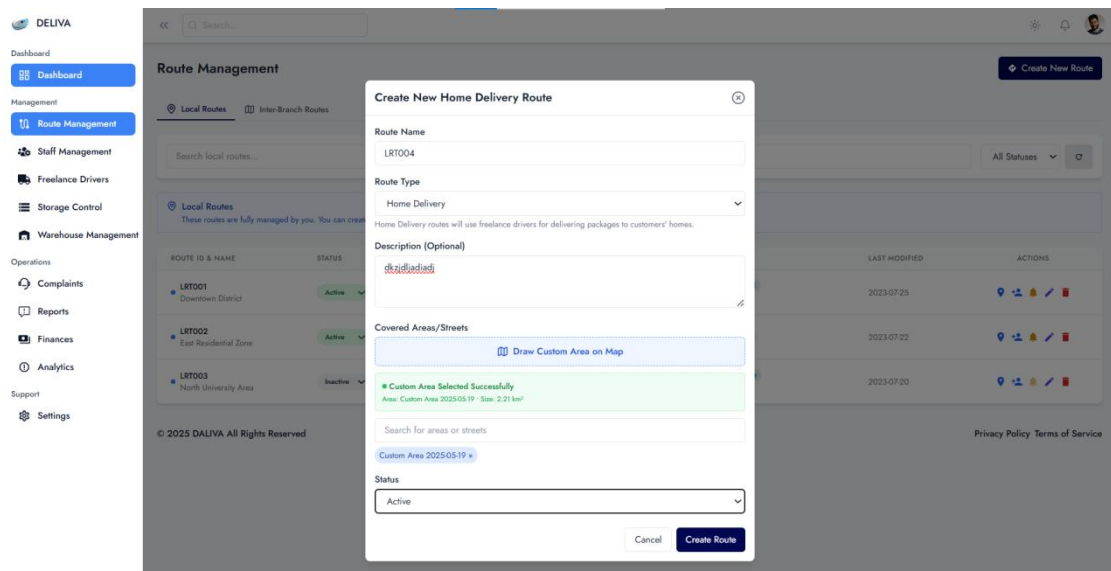 DELIVA
Search...
Dashboard
Dashboard
Management
Route Management
Staff Management
Freelance Drivers
Storage Control
Warehouse Management
Operations
Complaints
Reports
Finances
Analytics
Support
Settings
Route Management
Create New Route
Local Routes
Inter-Branch Routes
Search local routes...
All Statuses
Local Routes
These routes are fully managed by you. You can creat
ROUTE ID & NAME STATUS LAST MODIFIED ACTIONS
LRT001
Downtown District
Active
2023-07-25
LRT002
East Residential Zone
Active
2023-07-22
LRT003
North University Area
Inactive
2023-07-20
© 2025 DALIVA All Rights Reserved
Privacy Policy Terms of Service
Create New Home Delivery Route
Route Name
LRT004
Route Type
Home Delivery
Home Delivery routes will use freelance drivers for delivering packages to customers' homes.
Description (Optional)
dkzjdljadiadj
Covered Areas/Streets
Draw Custom Area on Map
Custom Area Selected Successfully
Area: Custom Area 2025-05-19 · Size: 2.21 km²
Search for areas or streets
Custom Area 2025-05-19 ×
Status
Active
Cancel
Create Route